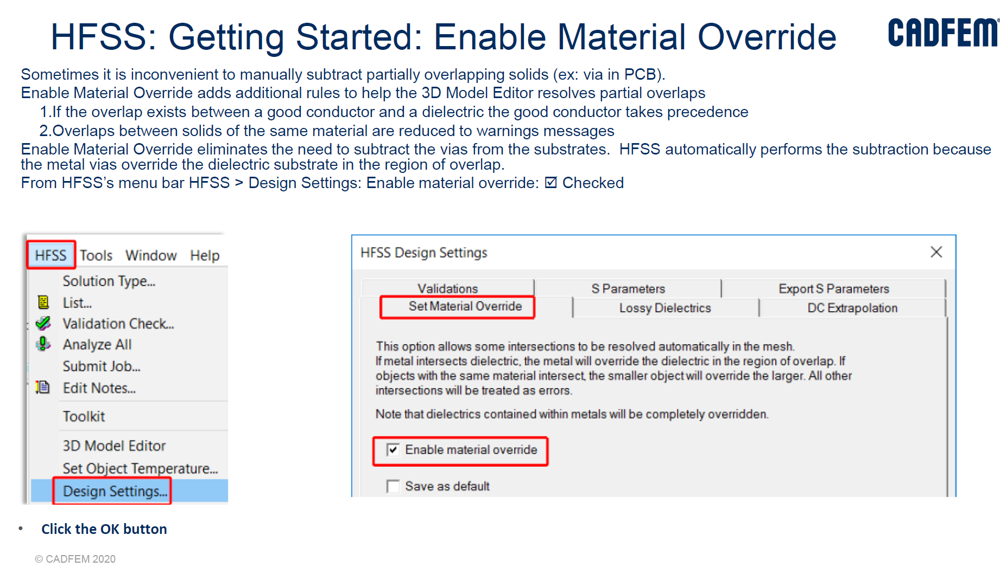 HFSS: Getting Started: Enable Material Override
CADFEM®
Sometimes it is inconvenient to manually subtract partially overlapping solids (ex: via in PCB).
Enable Material Override adds additional rules to help the 3D Model Editor resolves partial overlaps
1.If the overlap exists between a good conductor and a dielectric the good conductor takes precedence
2.Overlaps between solids of the same material are reduced to warnings messages
Enable Material Override eliminates the need to subtract the vias from the substrates.  HFSS automatically performs the subtraction because
the metal vias override the dielectric substrate in the region of overlap.
From HFSS’s menu bar HFSS > Design Settings: Enable material override: ☑ Checked
HFSS Tools Window Help
Solution Type...
List...
Validation Check...
Analyze All
Submit Job...
Edit Notes...
Toolkit
3D Model Editor
Set Object Temperature...
Design Settings...
HFSS Design Settings
Validations S Parameters Export S Parameters
Set Material Override Lossy Dielectrics DC Extrapolation
This option allows some intersections to be resolved automatically in the mesh.
If metal intersects dielectric, the metal will override the dielectric in the region of overlap. If
objects with the same material intersect, the smaller object will override the larger. All other
intersections will be treated as errors.
Note that dielectrics contained within metals will be completely overridden.
Enable material override
Save as default
• Click the OK button
© CADFEM 2020